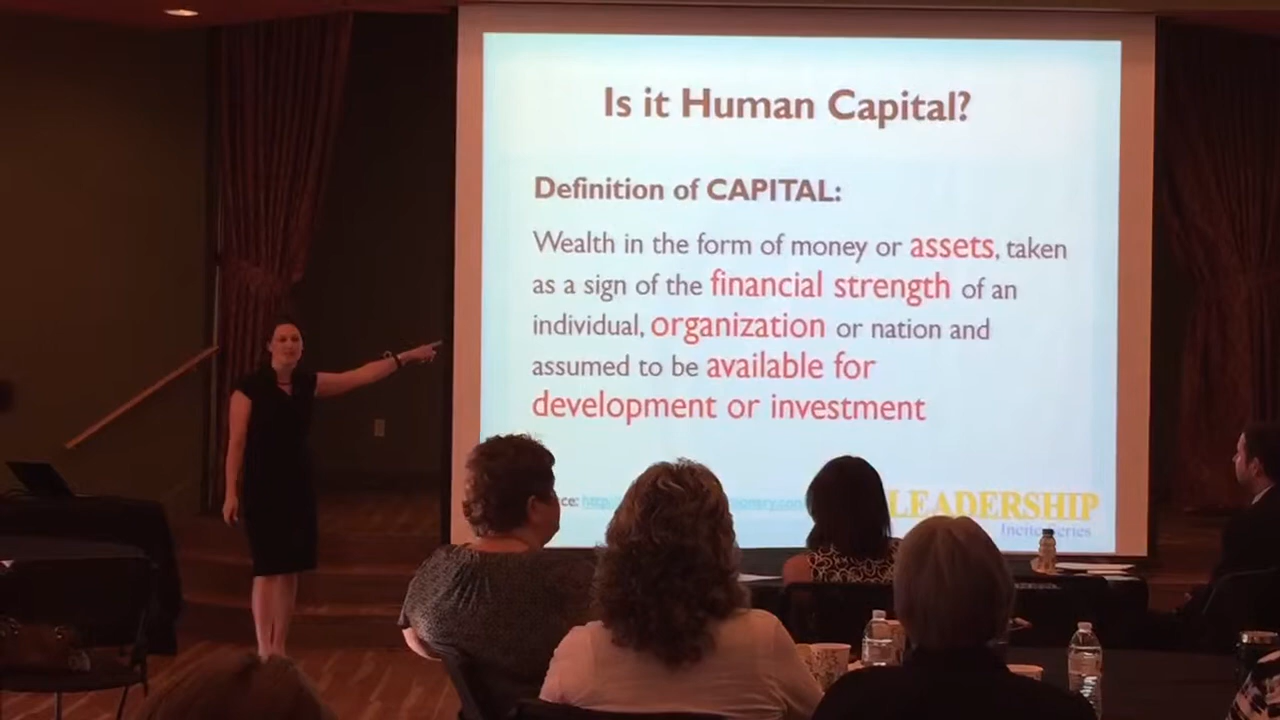 Is it Human Capital?
Definition of CAPITAL:
Wealth in the form of money or assets, taken
as a sign of the financial strength of an
individual, organization or nation and
assumed to be available for
development or investment
LEADERSHIP
Incite Series